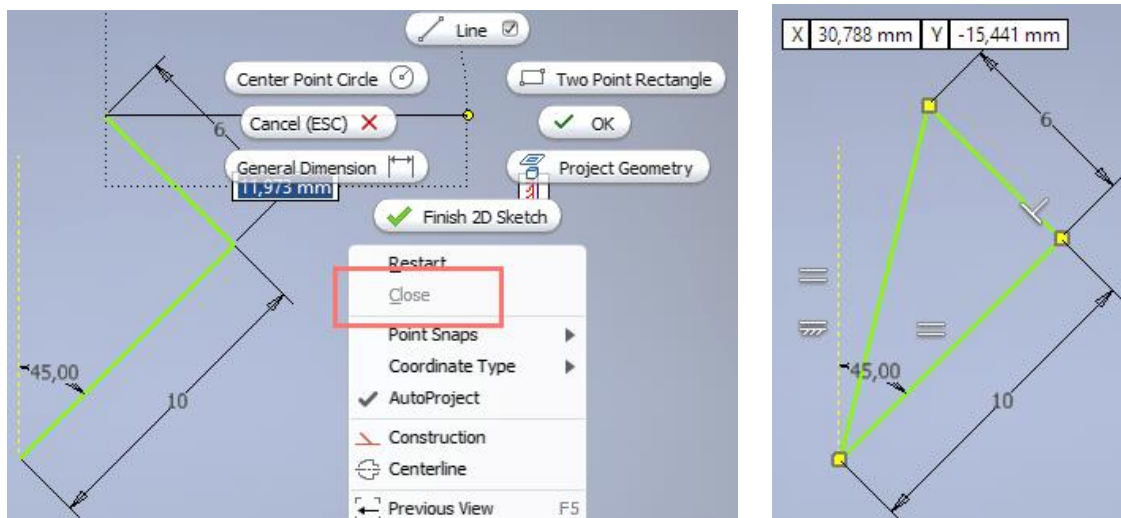 Line
Center Point Circle
Two Point Rectangle
6
Cancel (ESC)
OK
General Dimension
Project Geometry
11,973 mm
Finish 2D Sketch
Restart
Close
Point Snaps
Coordinate Type
AutoProject
Construction
Centerline
Previous View F5
45,00
10
X 30,788 mm Y -15,441 mm
6
45,00
10